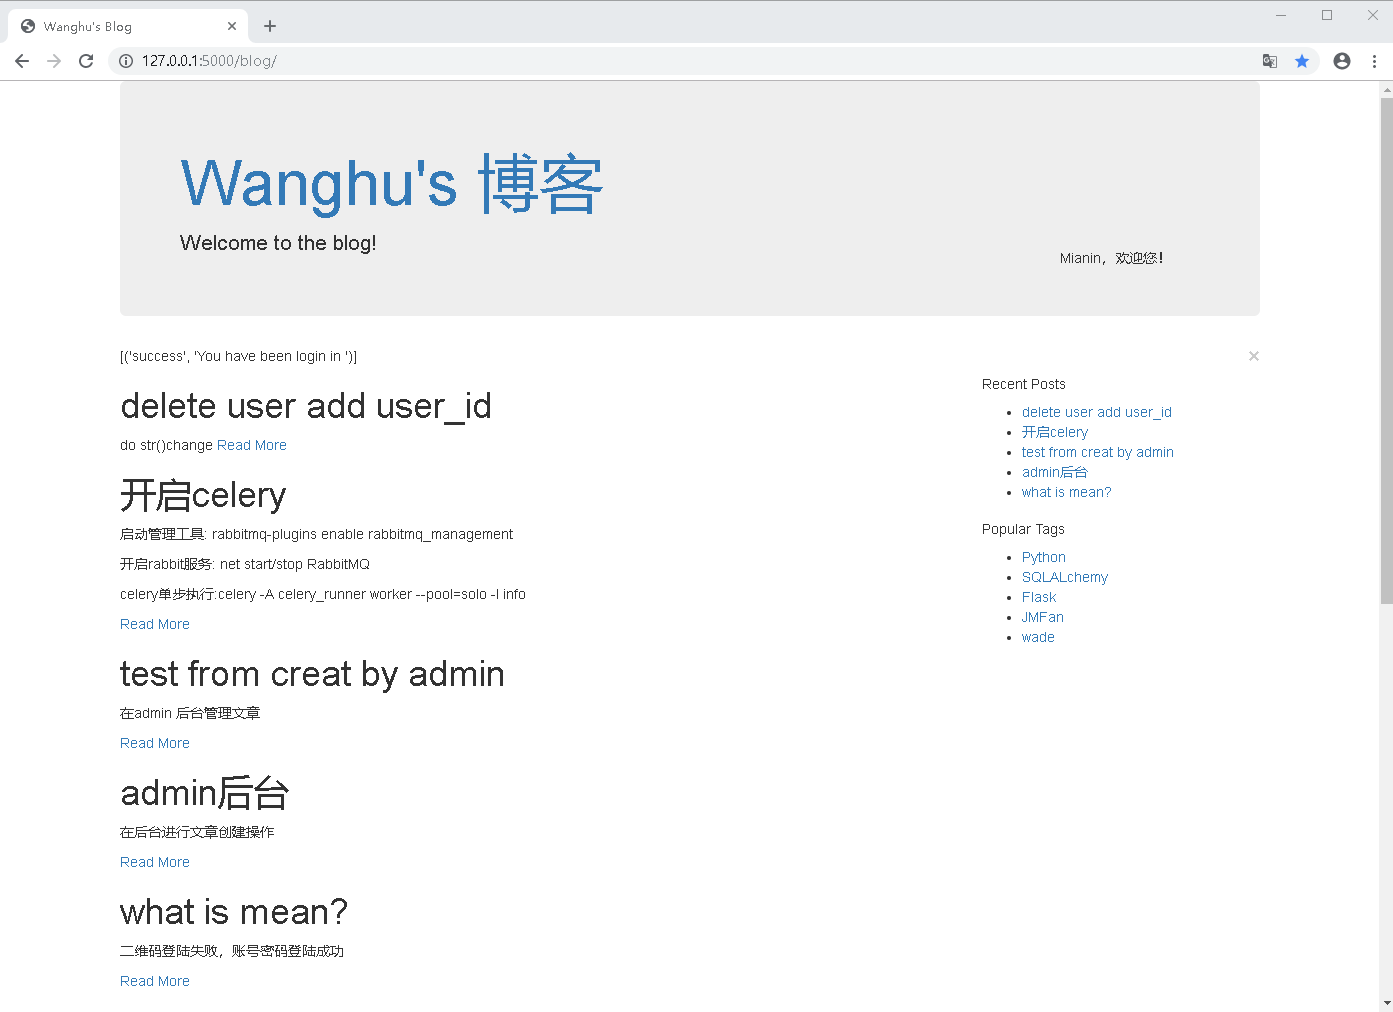 Wanghu's Blog
127.0.0.1:5000/blog/
Wanghu's 博客
Welcome to the blog!
Mianin，欢迎您！
[('success', 'You have been login in ')]
×
delete user add user_id
do str()change Read More
开启celery
启动管理工具: rabbitmq-plugins enable rabbitmq_management
开启rabbit服务: net start/stop RabbitMQ
celery单步执行:celery -A celery_runner worker --pool=solo -l info
Read More
test from creat by admin
在admin 后台管理文章
Read More
admin后台
在后台进行文章创建操作
Read More
what is mean?
二维码登陆失败，账号密码登陆成功
Read More
Recent Posts
delete user add user_id
开启celery
test from creat by admin
admin后台
what is mean?
Popular Tags
Python
SQLALchemy
Flask
JMFan
wade